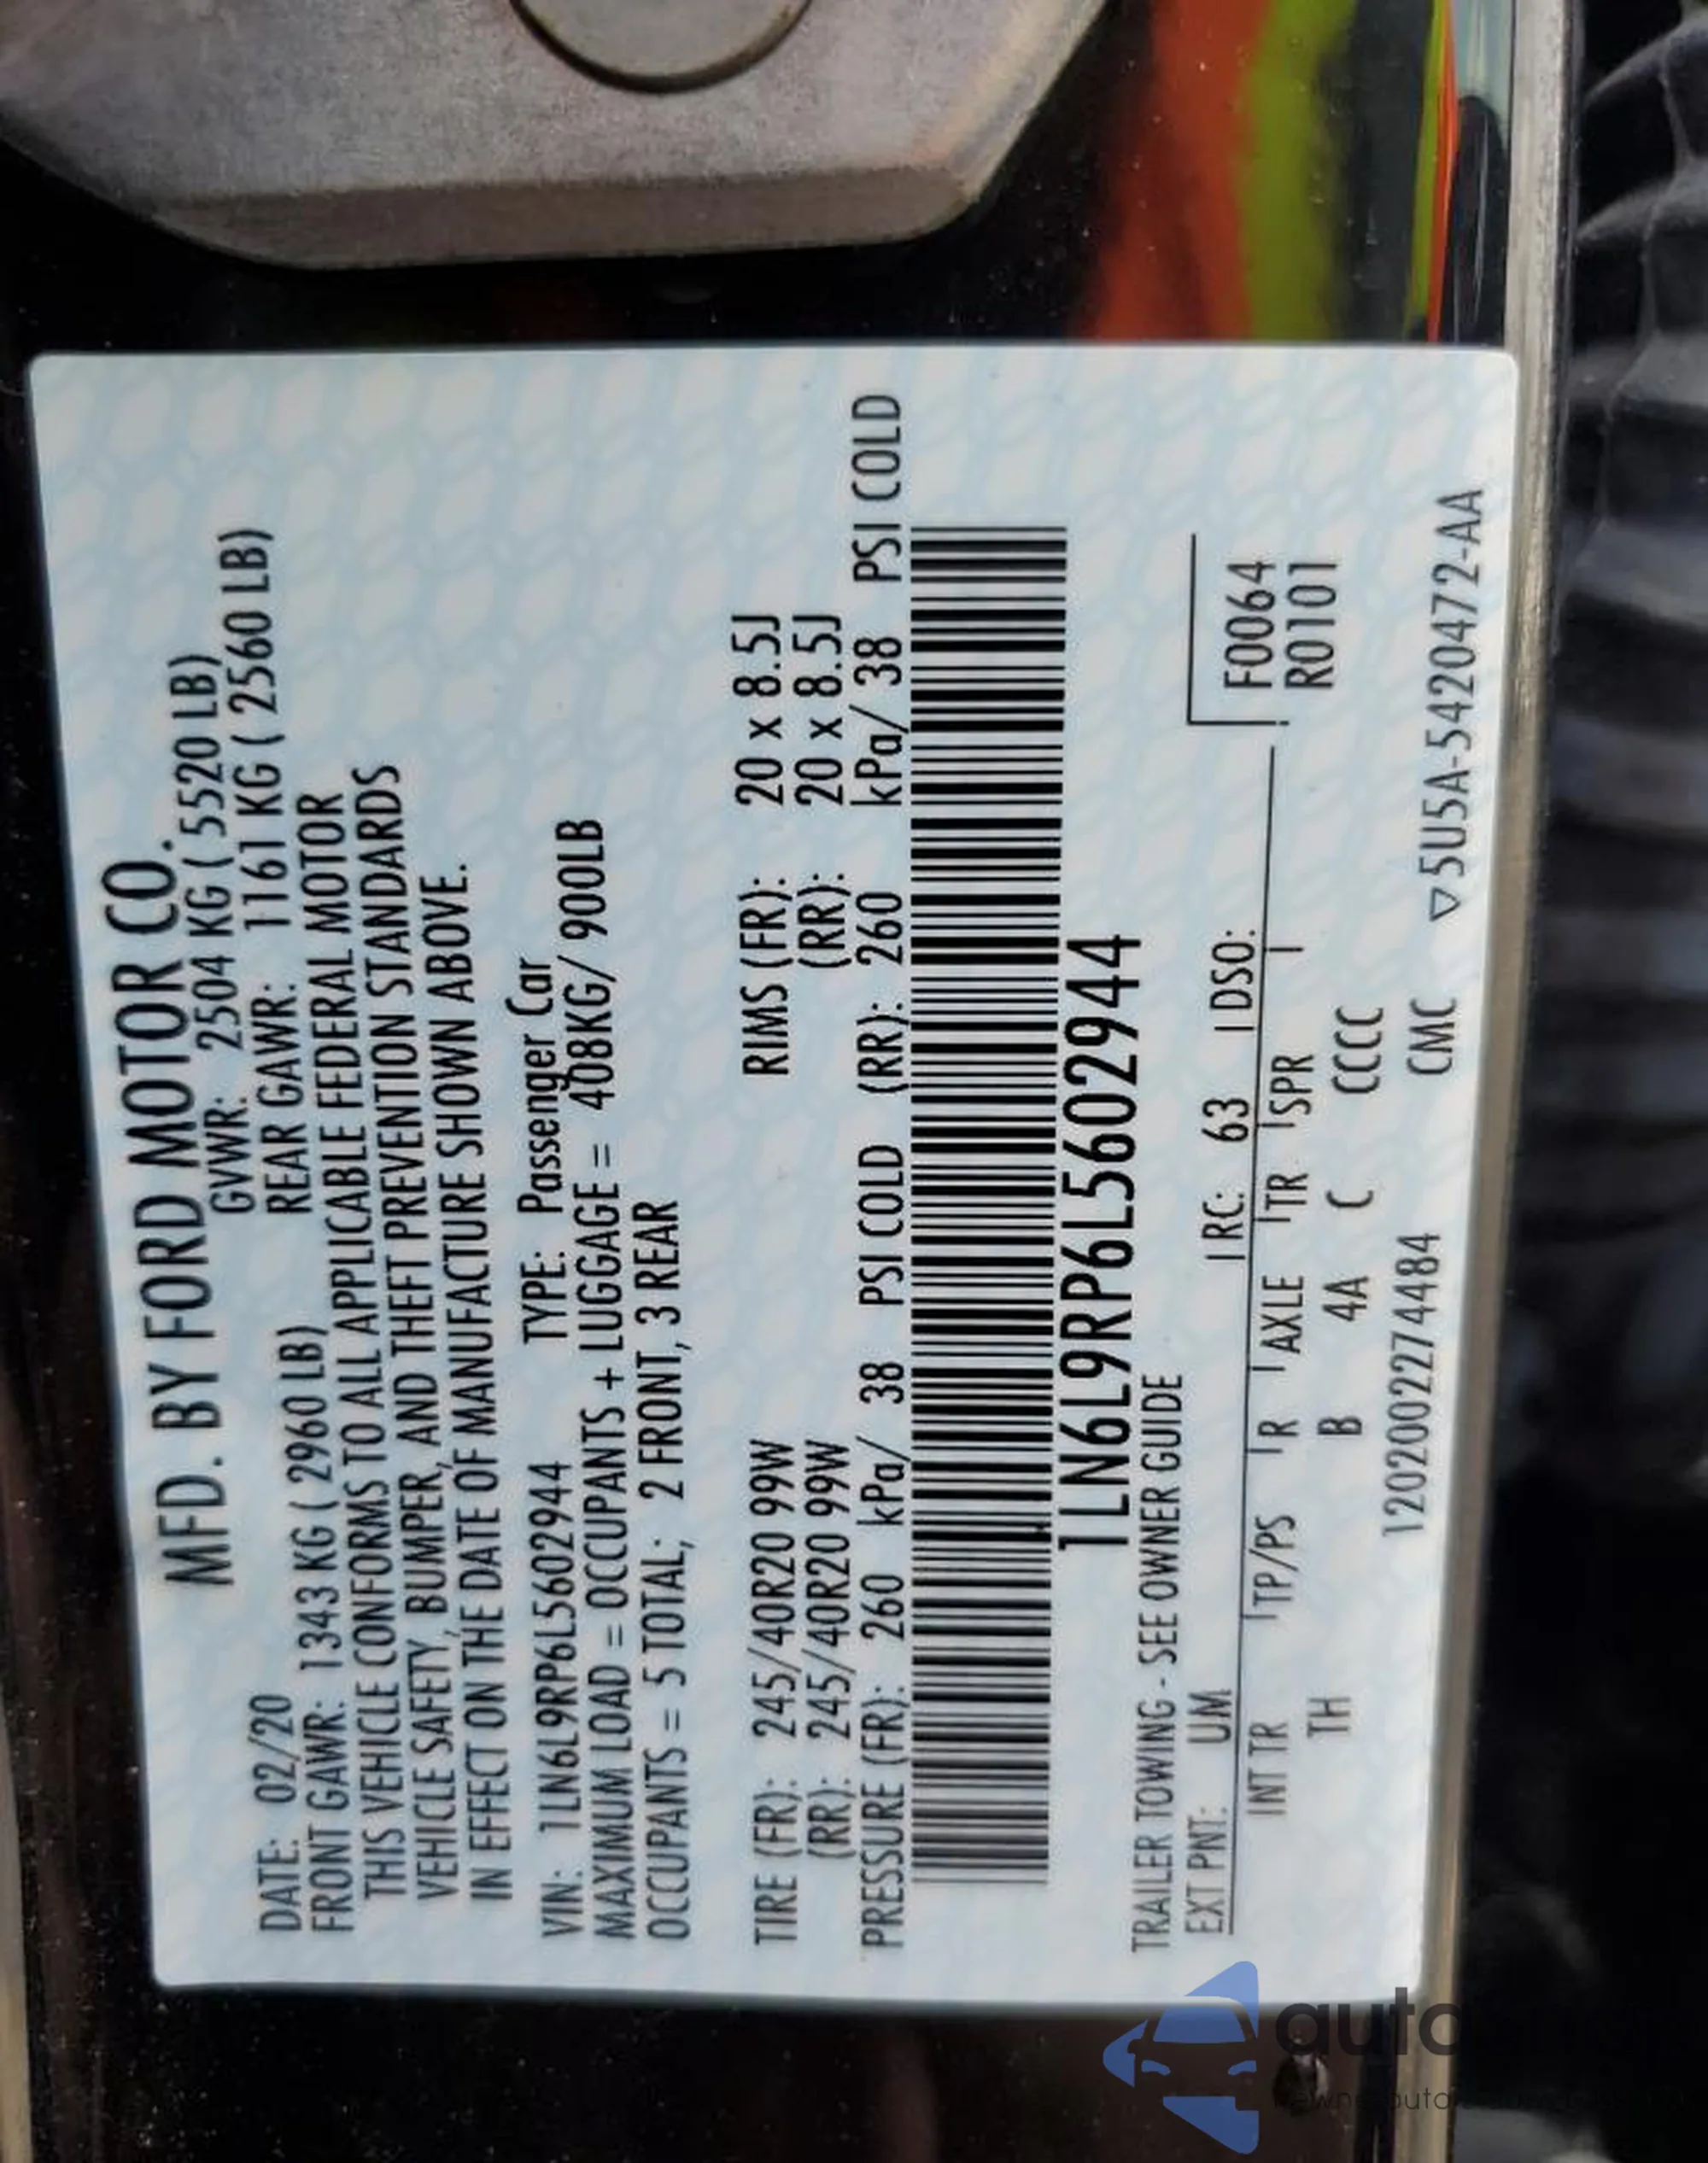 MFD. BY FORD MOTOR CO.
DATE: 02/20 GVWR: 2504 KG ( 5520 LB)
FRONT GAWR: 1343 KG ( 2960 LB) REAR GAWR: 1161 KG ( 2560 LB)
THIS VEHICLE CONFORMS TO ALL APPLICABLE FEDERAL MOTOR
VEHICLE SAFETY, BUMPER, AND THEFT PREVENTION STANDARDS
IN EFFECT ON THE DATE OF MANUFACTURE SHOWN ABOVE.
VIN: 1LN6L9RP6L5602944 TYPE: Passenger Car
MAXIMUM LOAD = OCCUPANTS + LUGGAGE = 408KG/ 900LB
OCCUPANTS = 5 TOTAL; 2 FRONT, 3 REAR
TIRE (FR): 245/40R20 99W RIMS (FR): 20 x 8.5J
(RR): 245/40R20 99W (RR): 20 x 8.5J
PRESSURE (FR): 260 kPa/ 38 PSI COLD (RR): 260 kPa/ 38 PSI COLD
1LN6L9RP6L5602944
TRAILER TOWING - SEE OWNER GUIDE
EXT PNT: UM RC: 63 DSO:
INT TR TP/PS R AXLE TR SPR F0064
TH B 4A C CCCC R0101
1202002274484 CMC ▽5U5A-5420472-AA
auto